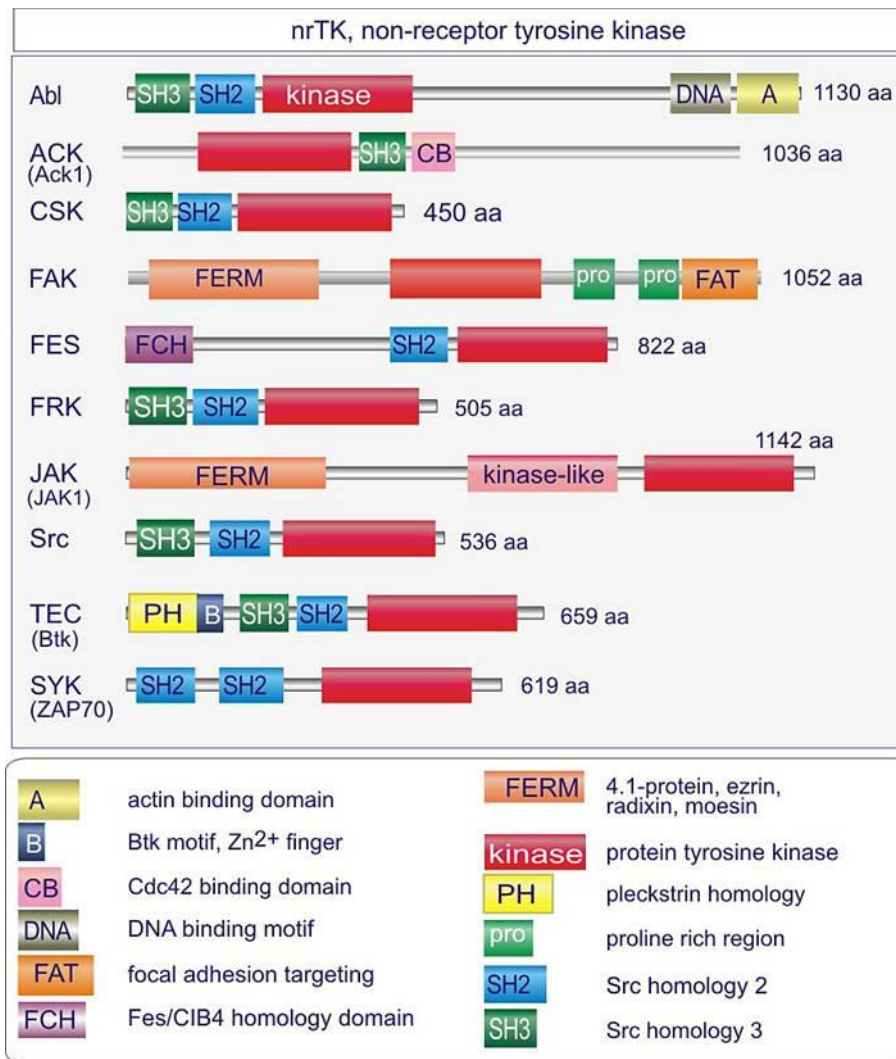 nrTK, non-receptor tyrosine kinase
Abl SH3 SH2 kinase DNA A 1130 aa
ACK SH3 CB 1036 aa
(Ack1)
CSK SH3 SH2 450 aa
FAK FERM pro pro FAT 1052 aa
FES FCH SH2 822 aa
FRK SH3 SH2 505 aa
1142 aa
JAK FERM kinase-like
(JAK1)
Src SH3 SH2 536 aa
TEC PH B SH3 SH2 659 aa
(Btk)
SYK SH2 SH2 619 aa
(ZAP70)
A actin binding domain
B Btk motif, Zn2+ finger
CB Cdc42 binding domain
DNA DNA binding motif
FAT focal adhesion targeting
FCH Fes/CIB4 homology domain
FERM 4.1-protein, ezrin,
radixin, moesin
kinase protein tyrosine kinase
PH pleckstrin homology
pro proline rich region
SH2 Src homology 2
SH3 Src homology 3